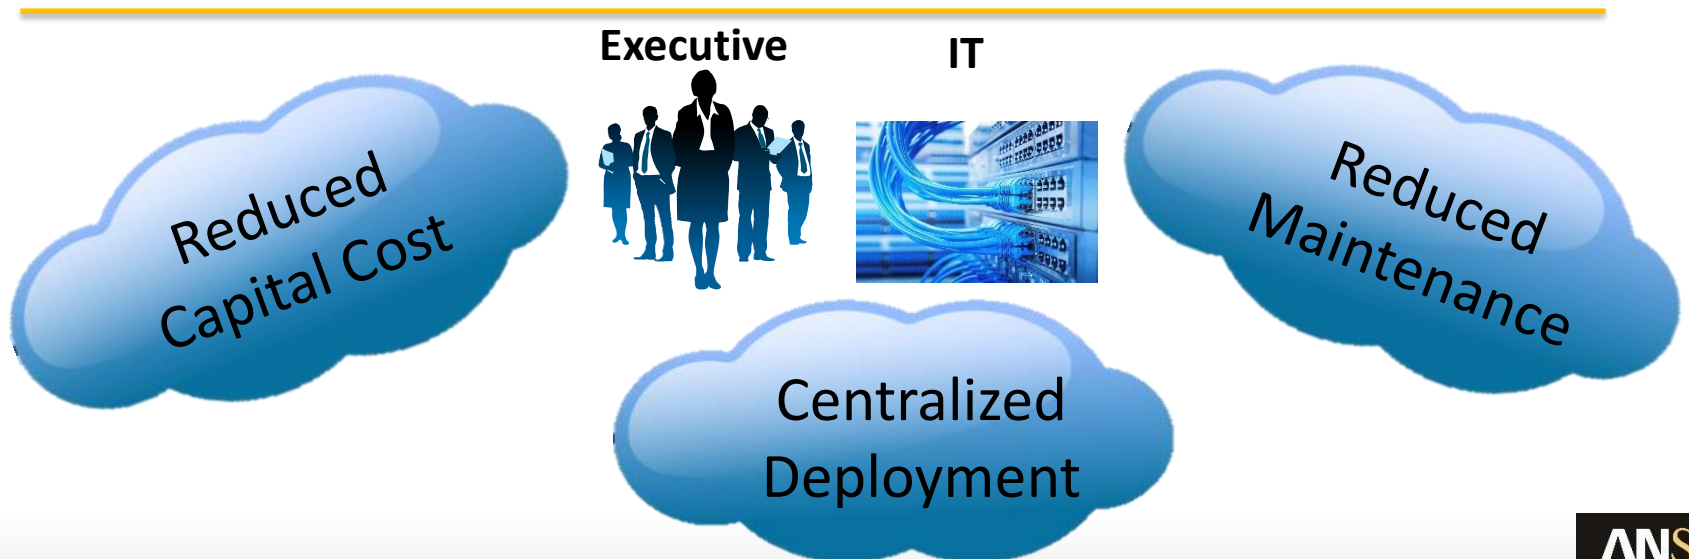 Executive
IT
Reduced
Capital Cost
Reduced
Maintenance
Centralized
Deployment